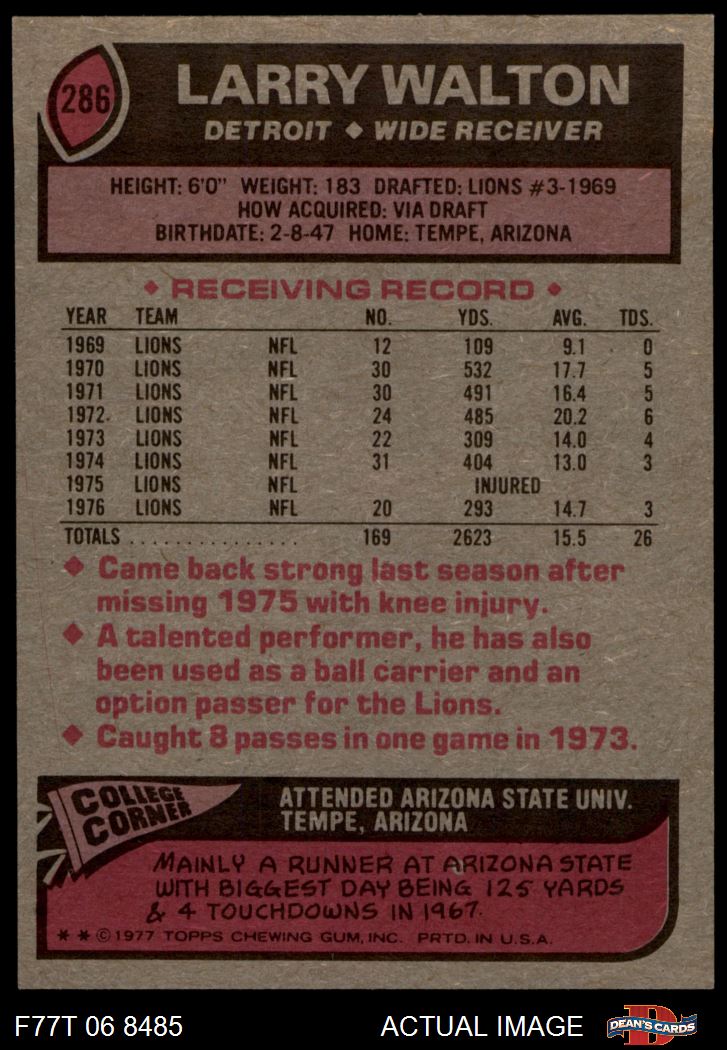 286
LARRY WALTON
DETROIT ◆ WIDE RECEIVER
HEIGHT: 6'0" WEIGHT: 183 DRAFTED: LIONS #3-1969
HOW ACQUIRED: VIA DRAFT
BIRTHDATE: 2-8-47 HOME: TEMPE, ARIZONA
◆ RECEIVING RECORD ◆
YEAR TEAM NO. YDS. AVG. TDS.
1969 LIONS NFL 12 109 9.1 0
1970 LIONS NFL 30 532 17.7 5
1971 LIONS NFL 30 491 16.4 5
1972 LIONS NFL 24 485 20.2 6
1973 LIONS NFL 22 309 14.0 4
1974 LIONS NFL 31 404 13.0 3
1975 LIONS NFL INJURED
1976 LIONS NFL 20 293 14.7 3
TOTALS ............... 169 2623 15.5 26
◆ Came back strong last season after
missing 1975 with knee injury.
◆ A talented performer, he has also
been used as a ball carrier and an
option passer for the Lions.
◆ Caught 8 passes in one game in 1973.
COLLEGE
CORNER
ATTENDED ARIZONA STATE UNIV.
TEMPE, ARIZONA
MAINLY A RUNNER AT ARIZONA STATE
WITH BIGGEST DAY BEING 125 YARDS
& 4 TOUCHDOWNS IN 1967.
* * © 1977 TOPPS CHEWING GUM, INC. PRTD. IN U.S.A.
F77T 06 8485 ACTUAL IMAGE
D
DEAN'S CARDS